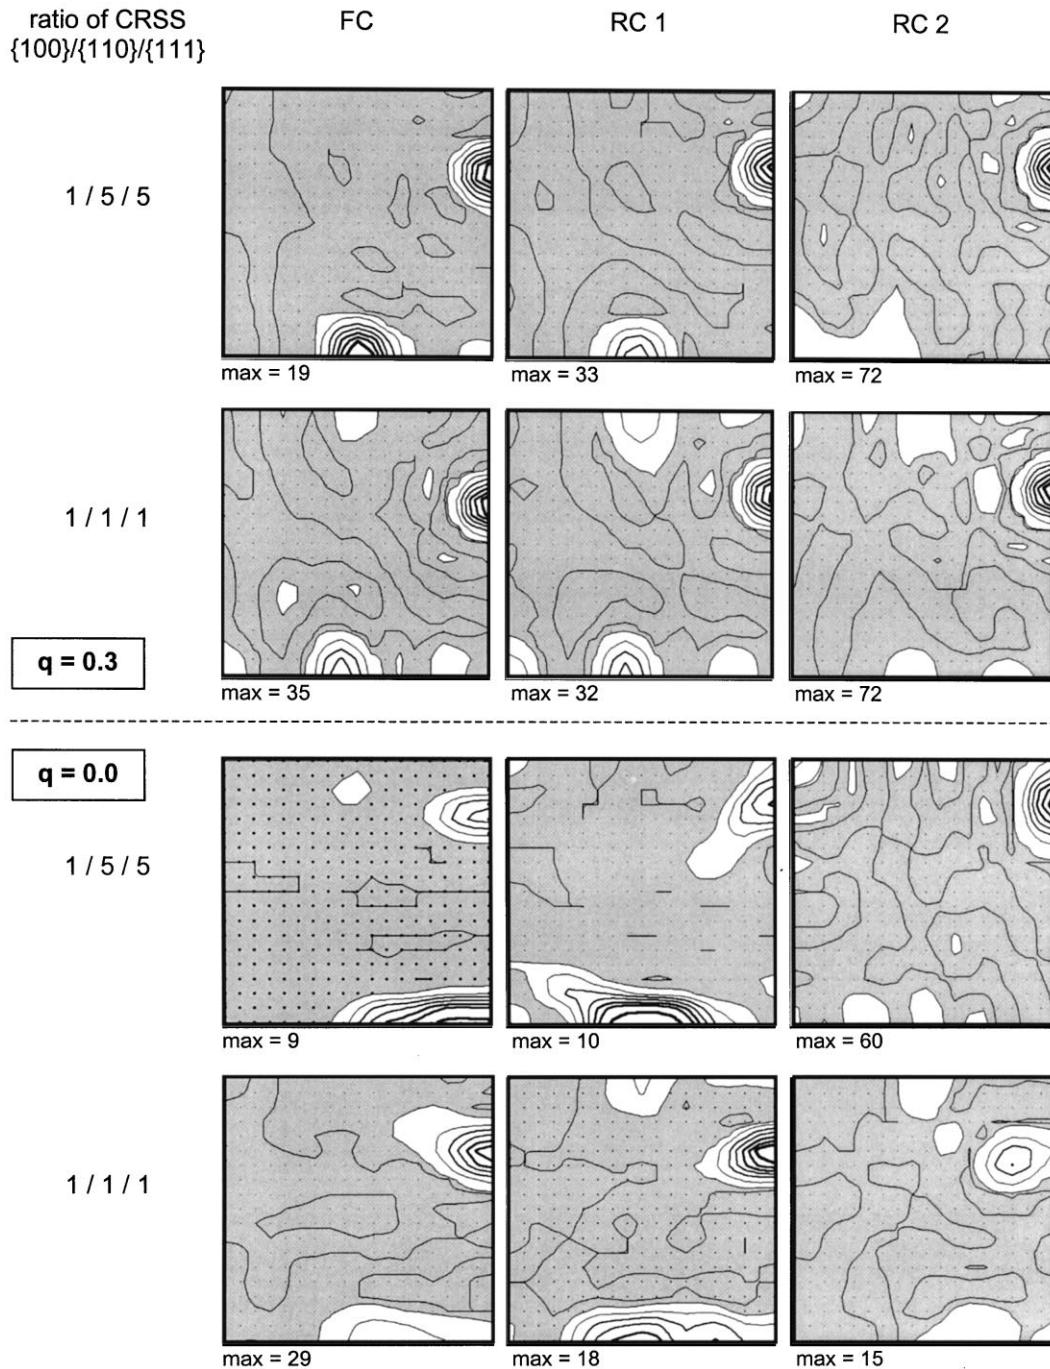 ratio of CRSS
{100}/{110}/{111}
FC
RC 1
RC 2
1 / 5 / 5
max = 19
max = 33
max = 72
1 / 1 / 1
q = 0.3
max = 35
max = 32
max = 72
q = 0.0
1 / 5 / 5
max = 9
max = 10
max = 60
1 / 1 / 1
max = 29
max = 18
max = 15